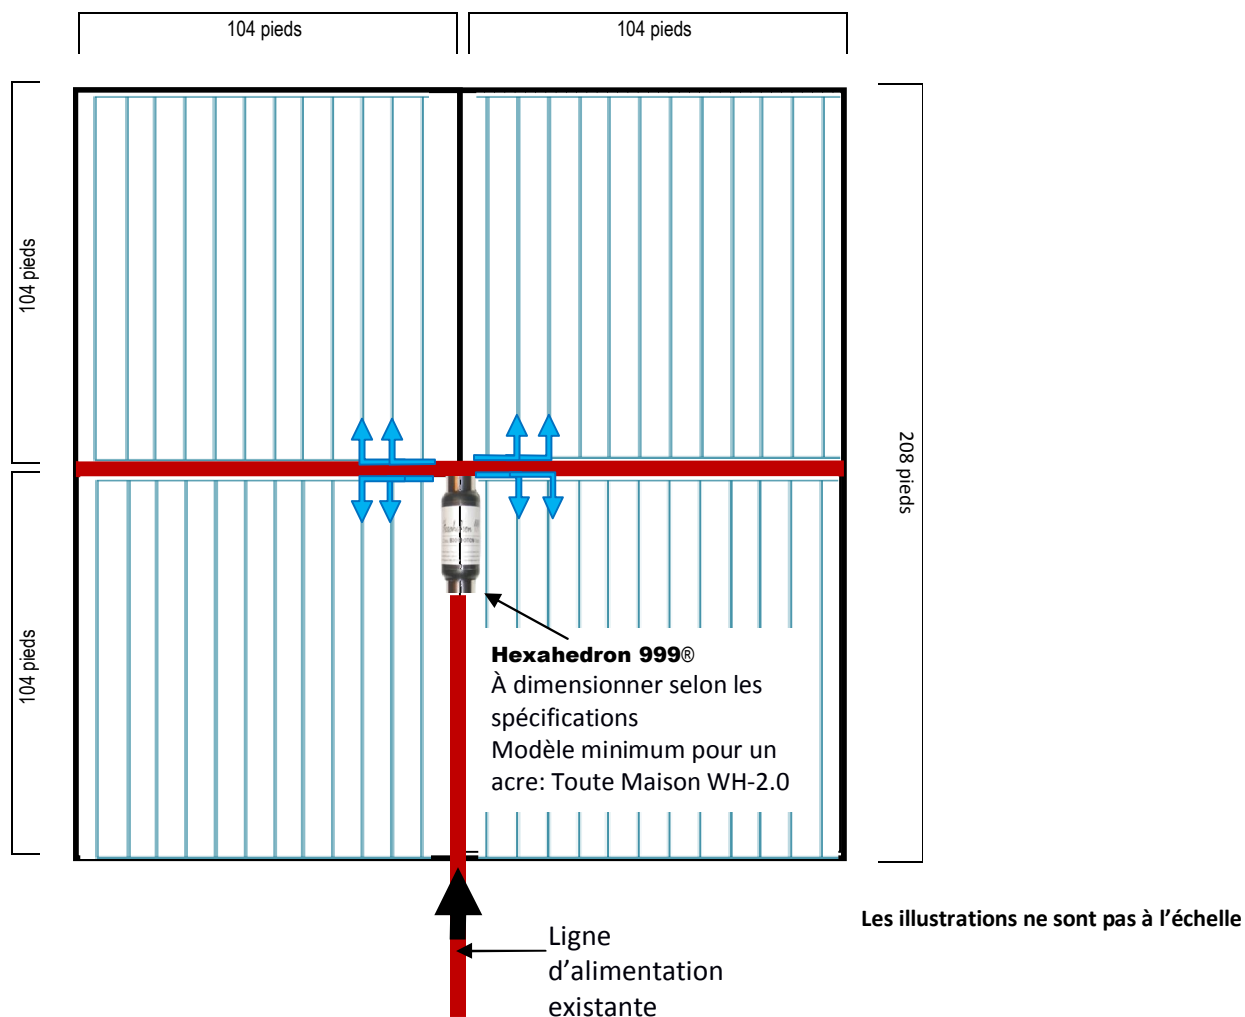 104 pieds
104 pieds
104 pieds
208 pieds
104 pieds
Hexahedron 999®
À dimensionner selon les
spécifications
Modèle minimum pour un
acre: Toute Maison WH-2.0
Les illustrations ne sont pas à l’échelle
Ligne
d’alimentation
existante